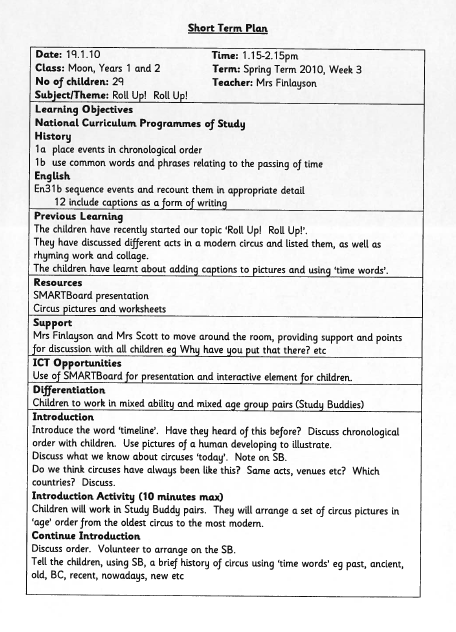 Short Term Plan
Date: 19.1.10 Time: 1.15-2.15pm
Class: Moon, Years 1 and 2 Term: Spring Term 2010, Week 3
No of children: 29 Teacher: Mrs Finlayson
Subject/Theme: Roll Up! Roll Up!
Learning Objectives
National Curriculum Programmes of Study
History
1a place events in chronological order
1b use common words and phrases relating to the passing of time
English
En31b sequence events and recount them in appropriate detail
12 include captions as a form of writing
Previous Learning
The children have recently started our topic 'Roll Up! Roll Up!'.
They have discussed different acts in a modern circus and listed them, as well as
rhyming work and collage.
The children have learnt about adding captions to pictures and using 'time words'.
Resources
SMARTBoard presentation
Circus pictures and worksheets
Support
Mrs Finlayson and Mrs Scott to move around the room, providing support and points
for discussion with all children eg Why have you put that there? etc
ICT Opportunities
Use of SMARTBoard for presentation and interactive element for children.
Differentiation
Children to work in mixed ability and mixed age group pairs (Study Buddies)
Introduction
Introduce the word 'timeline'. Have they heard of this before? Discuss chronological
order with children. Use pictures of a human developing to illustrate.
Discuss what we know about circuses 'today'. Note on SB.
Do we think circuses have always been like this? Same acts, venues etc? Which
countries? Discuss.
Introduction Activity (10 minutes max)
Children will work in Study Buddy pairs. They will arrange a set of circus pictures in
'age' order from the oldest circus to the most modern.
Continue Introduction
Discuss order. Volunteer to arrange on the SB.
Tell the children, using SB, a brief history of circus using 'time words' eg past, ancient,
old, BC, recent, nowadays, new etc